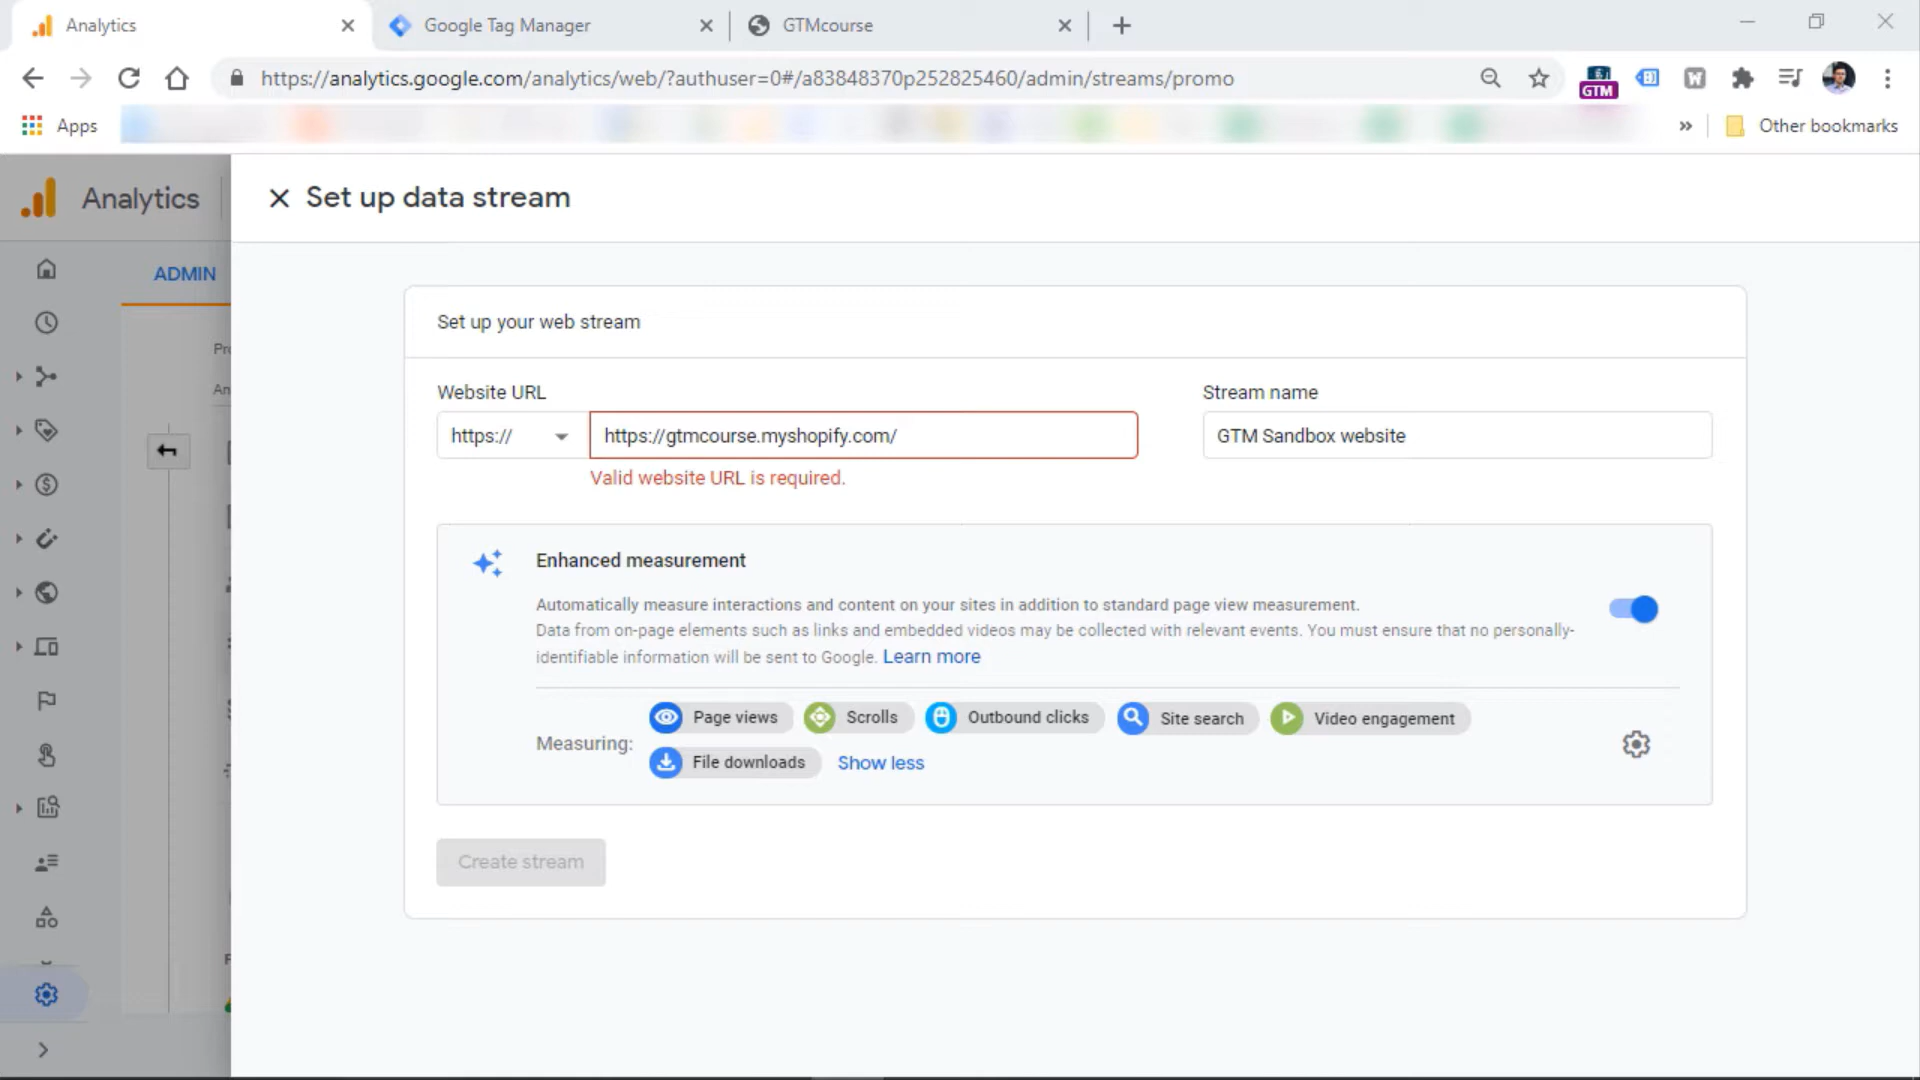 Analytics
Google Tag Manager
GTMcourse
https://analytics.google.com/analytics/web/?authuser=0#/a83848370p252825460/admin/streams/promo
GTM
W
Apps
»
Other bookmarks
Analytics
Set up data stream
ADMIN
Set up your web stream
Website URL
Stream name
https://
https://gtmcourse.myshopify.com/
GTM Sandbox website
Valid website URL is required.
Enhanced measurement
Automatically measure interactions and content on your sites in addition to standard page view measurement.
Data from on-page elements such as links and embedded videos may be collected with relevant events. You must ensure that no personally-
identifiable information will be sent to Google. Learn more
Measuring:
Page views
Scrolls
Outbound clicks
Site search
Video engagement
File downloads
Show less
Create stream